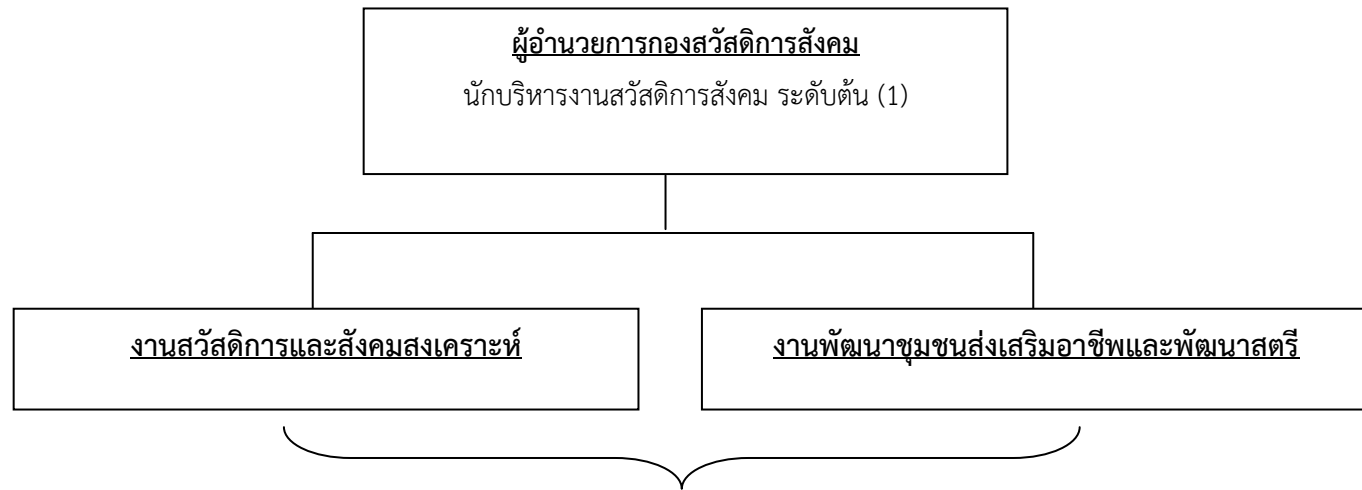 ผู้อำนวยการกองสวัสดิการสังคม
นักบริหารงานสวัสดิการสังคม ระดับต้น (1)
งานสวัสดิการและสังคมสงเคราะห์
งานพัฒนาชุมชนส่งเสริมอาชีพและพัฒนาสตรี